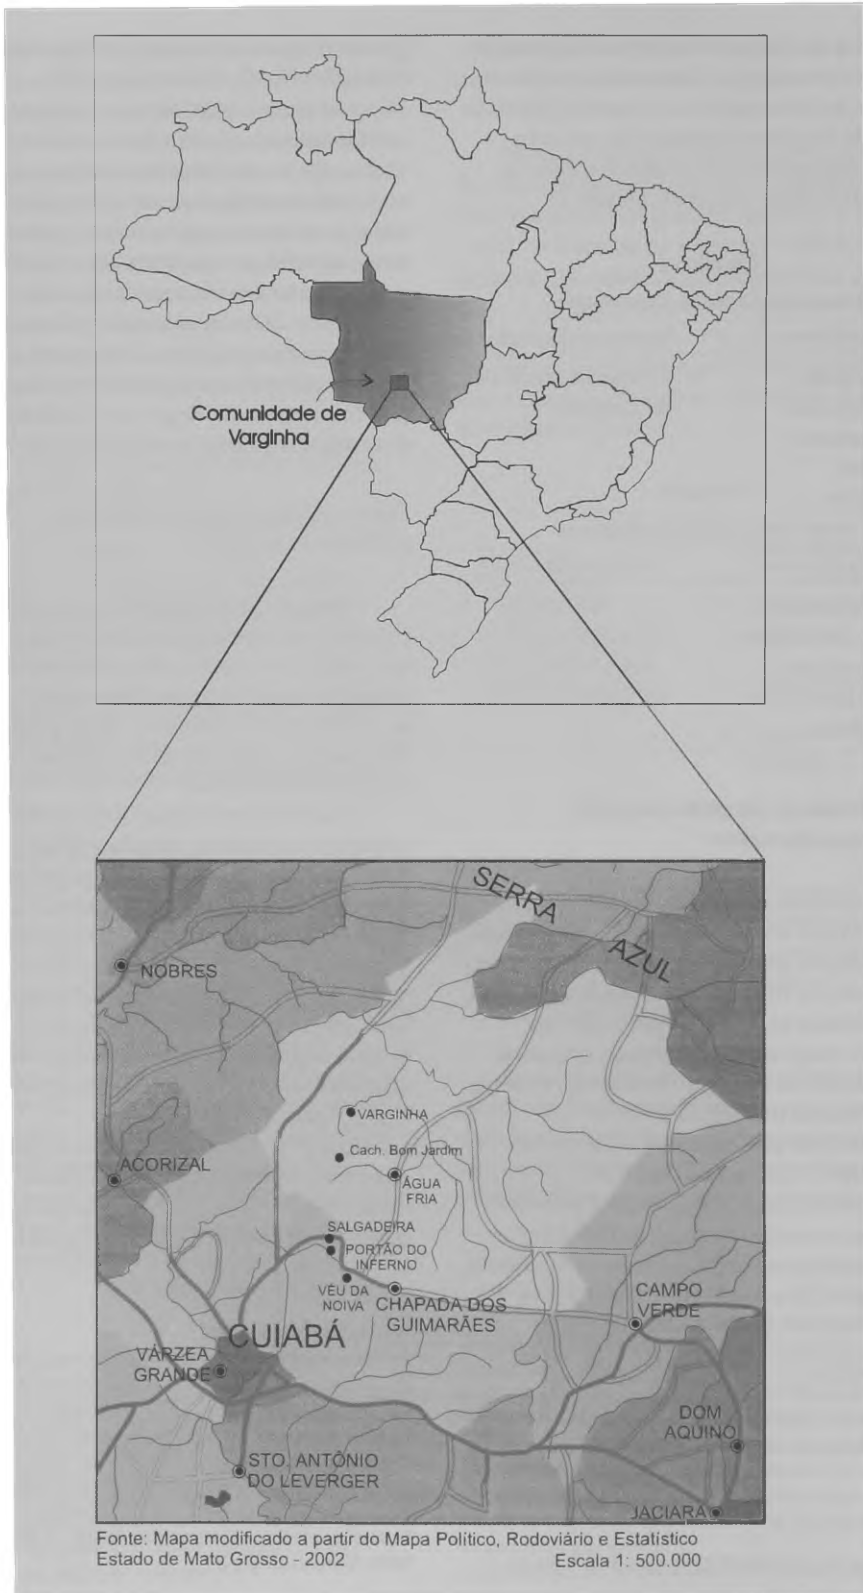 Comunidade de
Varginha
SERRA
AZUL
NOBRES
VARGINHA
Cach. Bom Jardim
ACORIZAL
ÁGUA
FRIA
SALGADEIRA
PORTÃO DO
INFERNO
VÉU DA
NOIVA
CHAPADA DOS
GUIMARÃES
CAMPO
VERDE
CUIABÁ
VÁRZEA
GRANDE
DOM
AQUINO
STO. ANTÔNIO
DO LEVERGER
JACIARA
Fonte: Mapa modificado a partir do Mapa Político, Rodoviário e Estatístico
Estado de Mato Grosso - 2002 Escala 1: 500.000